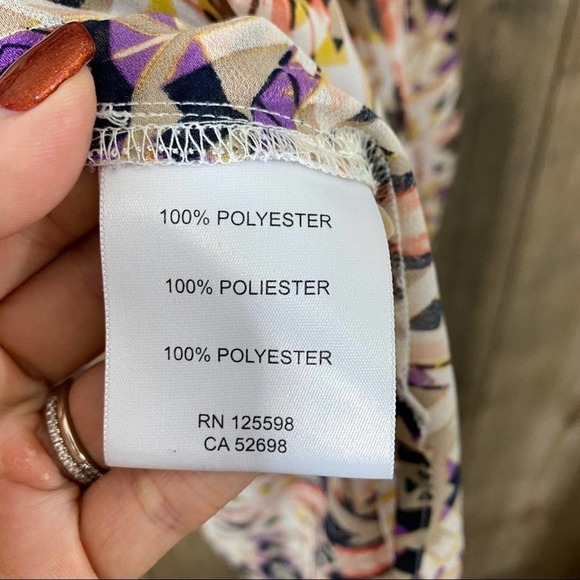 100% POLYESTER
100% POLIESTER
100% POLYESTER
RN 125598
CA 52698